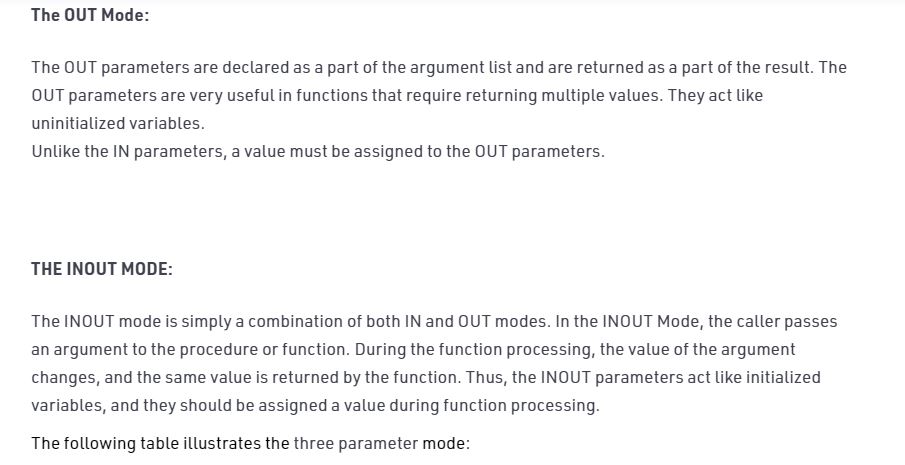 The OUT Mode:
The OUT parameters are declared as a part of the argument list and are returned as a part of the result. The
OUT parameters are very useful in functions that require returning multiple values. They act like
uninitialized variables.
Unlike the IN parameters, a value must be assigned to the OUT parameters.
THE INOUT MODE:
The INOUT mode is simply a combination of both IN and OUT modes. In the INOUT Mode, the caller passes
an argument to the procedure or function. During the function processing, the value of the argument
changes, and the same value is returned by the function. Thus, the INOUT parameters act like initialized
variables, and they should be assigned a value during function processing.
The following table illustrates the three parameter mode: